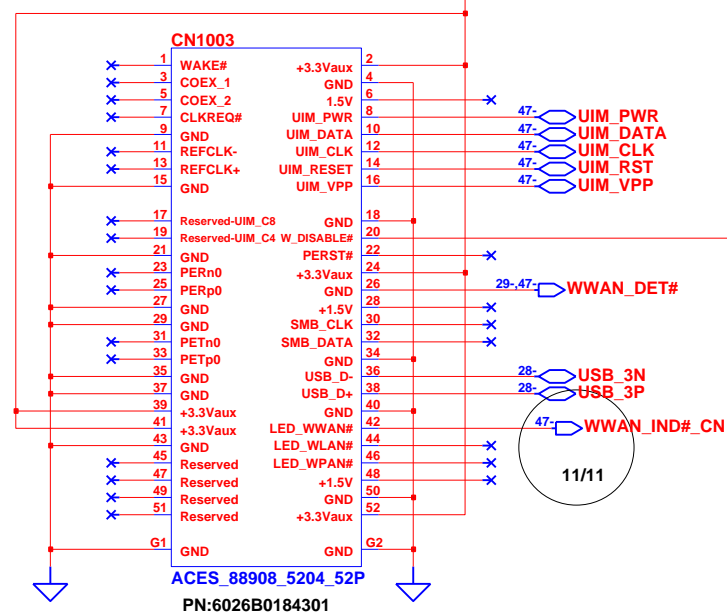 CN1003
1 WAKE# +3.3Vaux 2
3 COEX_1 GND 4
5 COEX_2 1.5V 6
7 CLKREQ# UIM_PWR 8 47- UIM_PWR
9 GND UIM_DATA 10 47- UIM_DATA
11 REFCLK- UIM_CLK 12 47- UIM_CLK
13 REFCLK+ UIM_RESET 14 47- UIM_RST
15 GND UIM_VPP 16 47- UIM_VPP
17 Reserved-UIM_C8 GND 18
19 Reserved-UIM_C4 W_DISABLE# 20
21 GND PERST# 22
23 PERn0 +3.3Vaux 24
25 PERp0 GND 26 29-,47- WWAN_DET#
27 GND +1.5V 28
29 GND SMB_CLK 30
31 PETn0 SMB_DATA 32
33 PETp0 GND 34
35 GND USB_D- 36 28- USB_3N
37 GND USB_D+ 38 28- USB_3P
39 +3.3Vaux GND 40
41 +3.3Vaux LED_WWAN# 42 47- WWAN_IND#_CN
43 GND LED_WLAN# 44
45 Reserved LED_WPAN# 46
47 Reserved +1.5V 48
49 Reserved GND 50
51 Reserved +3.3Vaux 52
11/11
G1 GND GND G2
ACES_88908_5204_52P
PN:6026B0184301